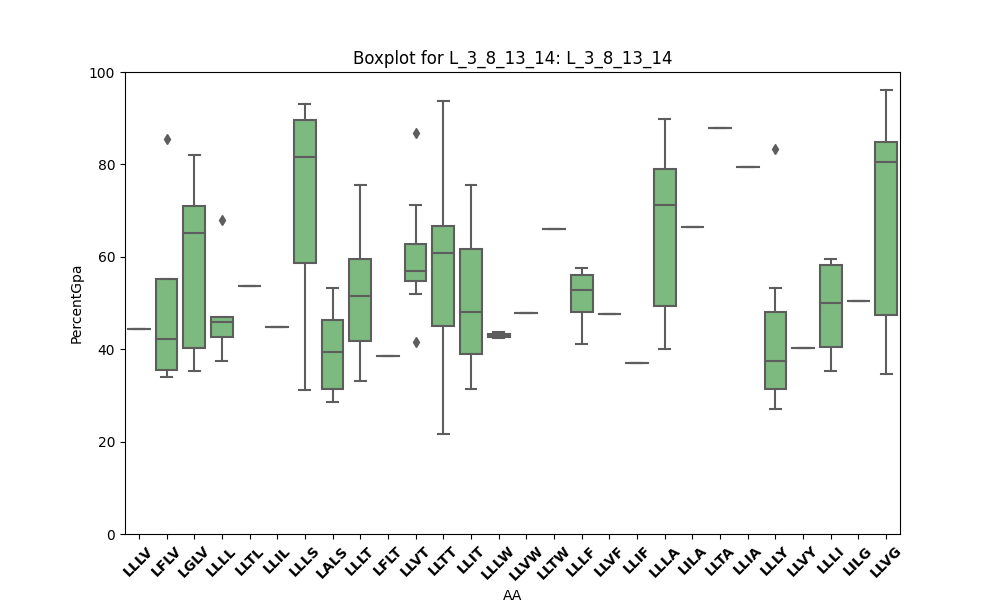 Boxplot for L_3_8_13_14: L_3_8_13_14
100
80
60
40
20
0
PercentGpa
LLLV LFLV LGLV LLLL LLTL LLIL LLLS LALS LLLT LFLT LLVT LLTT LLIT LLLW LLVW LLTW LLLF LLVF LLIF LLLA LILA LLTA LLIA LLLY LLVY LLLI LILG LLVG
AA